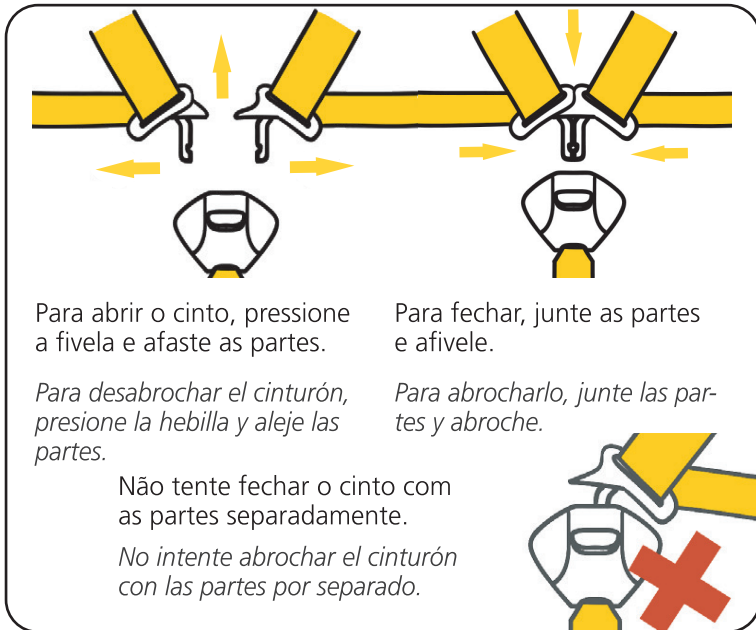 Para abrir o cinto, pressione
a fivela e afaste as partes.
Para desabrochar el cinturón,
presione la hebilla y aleje las
partes.
Para fechar, junte as partes
e afivele.
Para abrocharlo, junte las par-
tes y abroche.
Não tente fechar o cinto com
as partes separadamente.
No intente abrochar el cinturón
con las partes por separado.